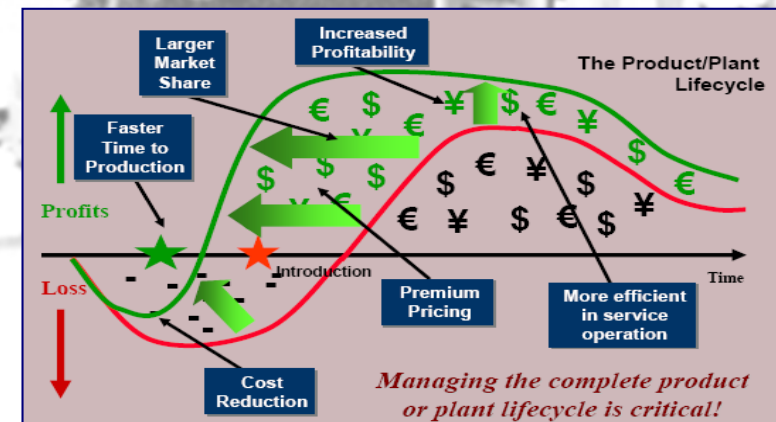 The Product/Plant
Lifecycle
Larger
Market
Share
Increased
Profitability
Faster
Time to
Production
Profits
Loss
Introduction
Time
Premium
Pricing
More efficient
in service
operation
Cost
Reduction
Managing the complete product
or plant lifecycle is critical!
€ $ ¥ $ € ¥
€ $ € $ $ $ €
$ € ¥ $ € ¥ $ € $ ¥